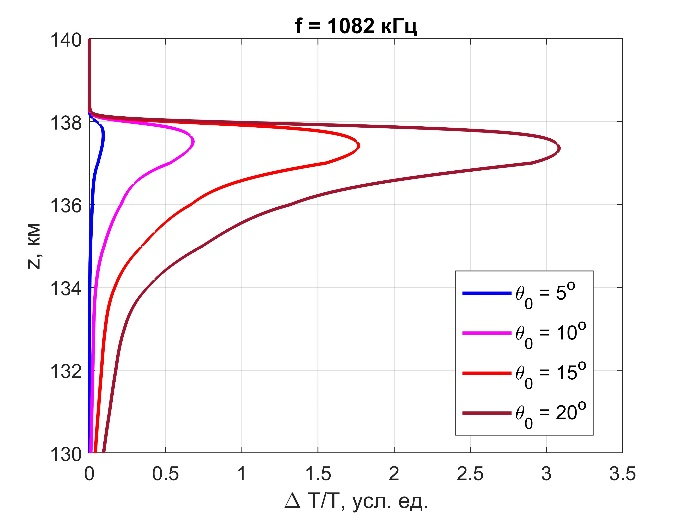 f = 1082 кГц
140
138
136
134
132
130
z, км
θ0 = 5o
θ0 = 10o
θ0 = 15o
θ0 = 20o
0 0.5 1 1.5 2 2.5 3 3.5
Δ T/T, усл. ед.